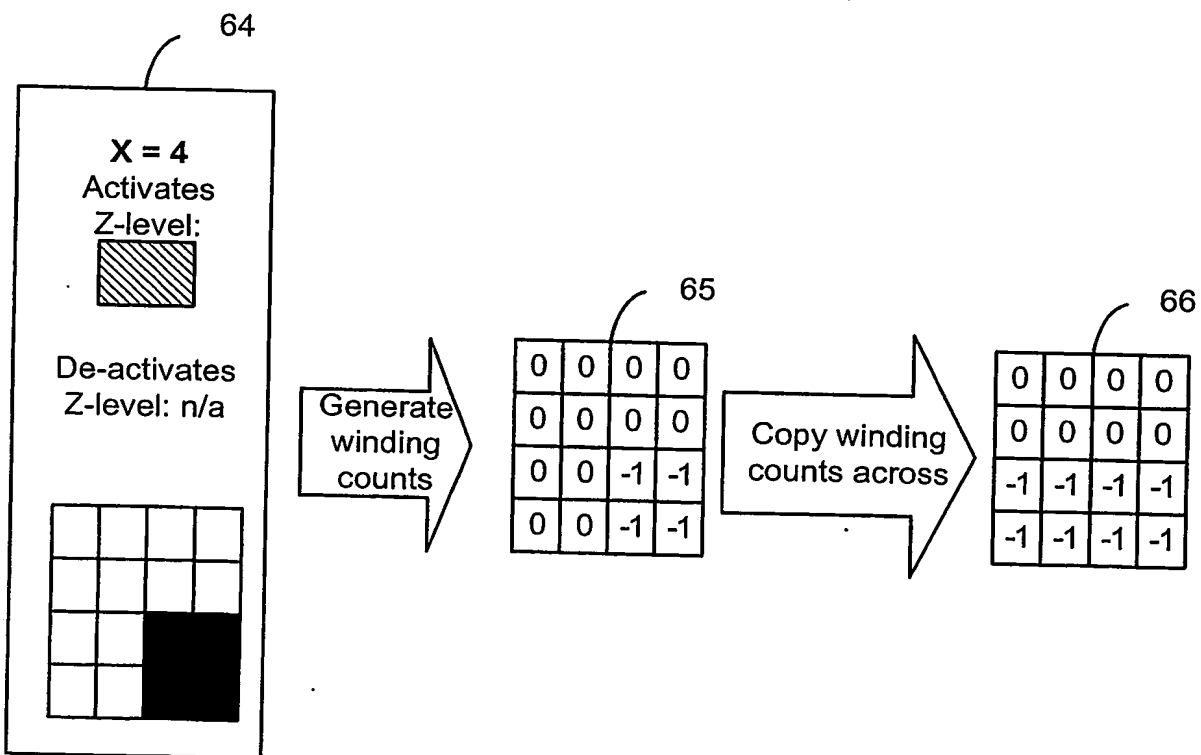 64
X = 4
Activates
Z-level:
De-activates
Z-level: n/a
Generate
winding
counts
65
0 0 0 0
0 0 0 0
0 0 -1 -1
0 0 -1 -1
Copy winding
counts across
66
0 0 0 0
0 0 0 0
-1 -1 -1 -1
-1 -1 -1 -1